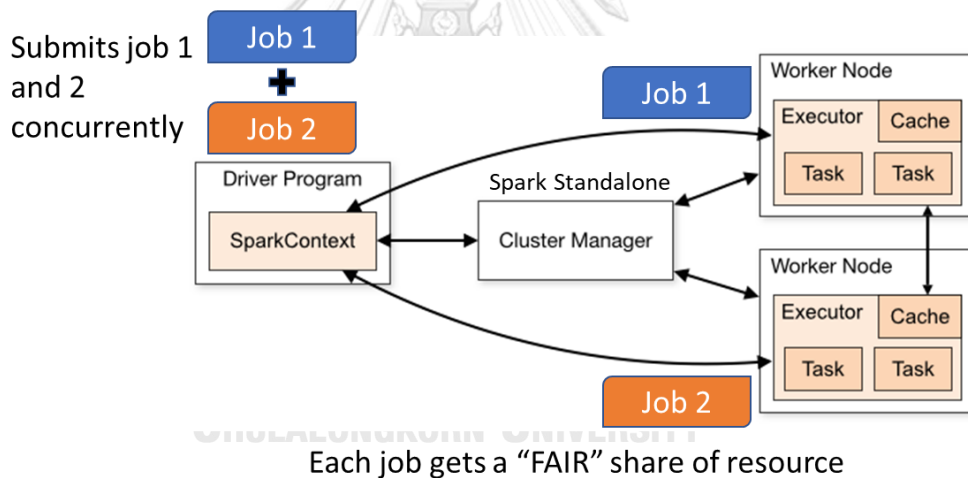 Submits job 1
and 2
concurrently
Job 1
Job 2
Driver Program
SparkContext
Spark Standalone
Cluster Manager
Job 1
Worker Node
Executor
Cache
Task
Task
Worker Node
Executor
Cache
Task
Task
Job 2
CHULALONGKORN UNIVERSITY
Each job gets a “FAIR” share of resource